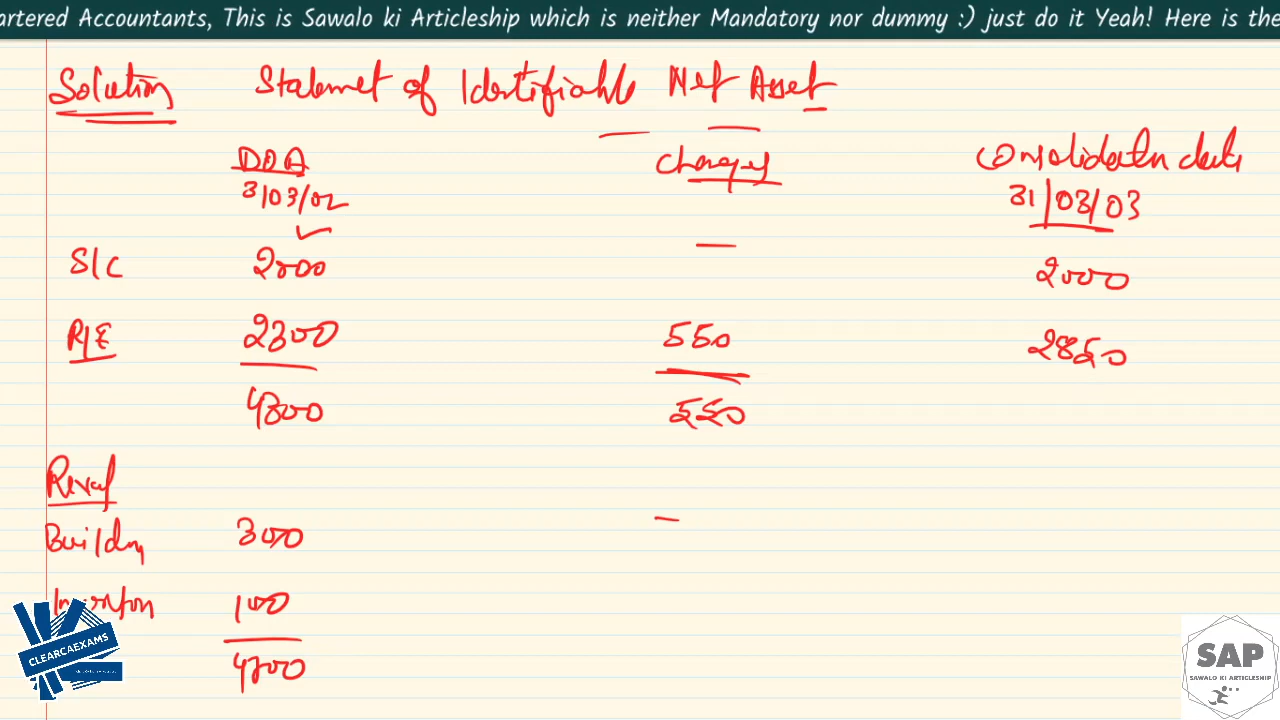 artered Accountants, This is Sawalo ki Articleship which is neither Mandatory nor dummy :) just do it Yeah! Here is the
Solution Statement of Identifiable Net Asset
DOA Changes Consolidation date
31/03/02 31/03/03
S/C 2000 — 2000
R/E 2300 550 2850
4300 550
Reval
Building 300 —
100
4700
CLEARCAEXAMS
SAP
SAWALO KI ARTICLESHIP